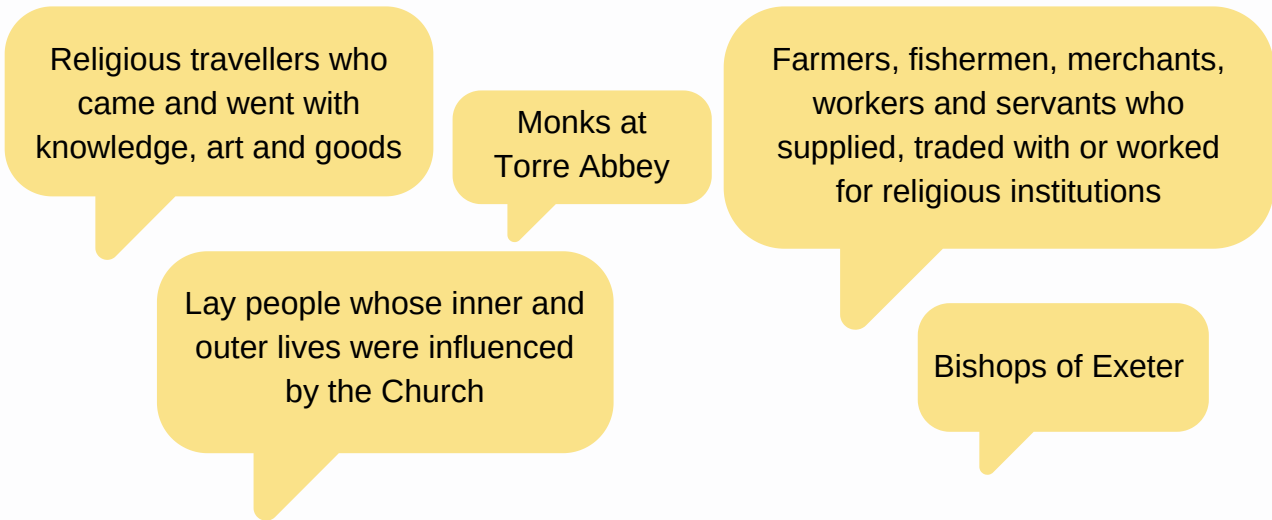 Religious travellers who
came and went with
knowledge, art and goods
Monks at
Torre Abbey
Farmers, fishermen, merchants,
workers and servants who
supplied, traded with or worked
for religious institutions
Lay people whose inner and
outer lives were influenced
by the Church
Bishops of Exeter